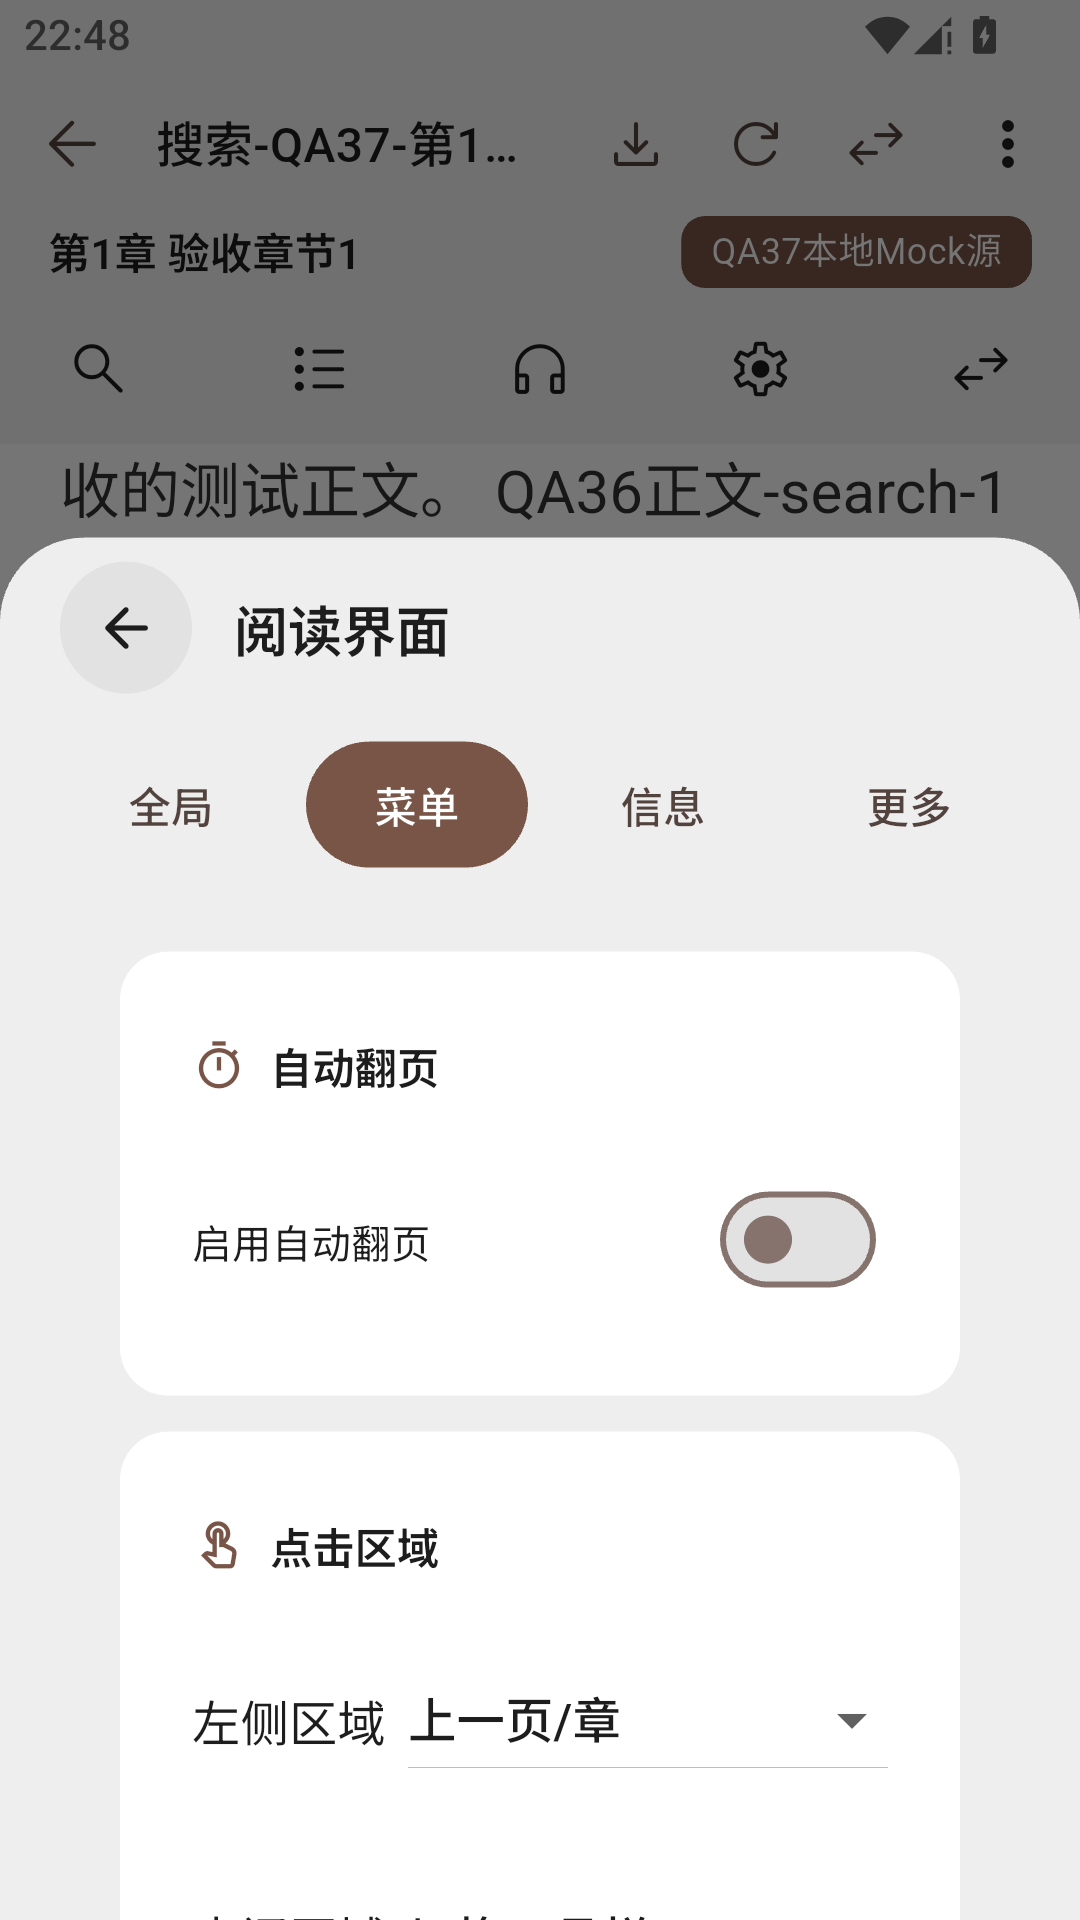 22:48
搜索-QA37-第1...
第1章 验收章节1
QA37本地Mock源
收的测试正文。 QA36正文-search-1
阅读界面
全局 菜单 信息 更多
自动翻页
启用自动翻页
点击区域
左侧区域 上一页/章